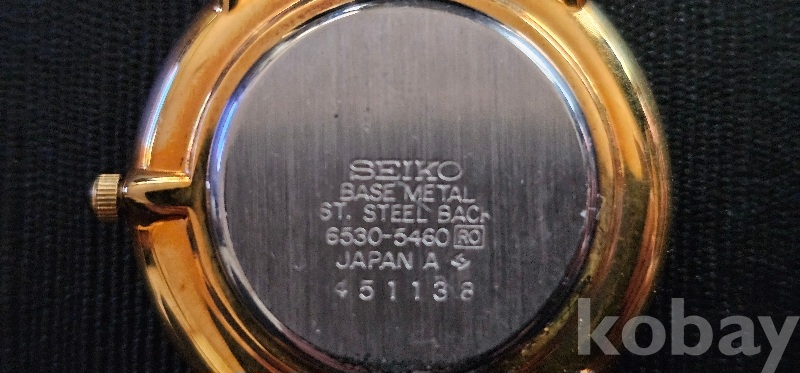 SEIKO
BASE METAL
ST. STEEL BACK
6530-5460 RO
JAPAN A
451138
kobay